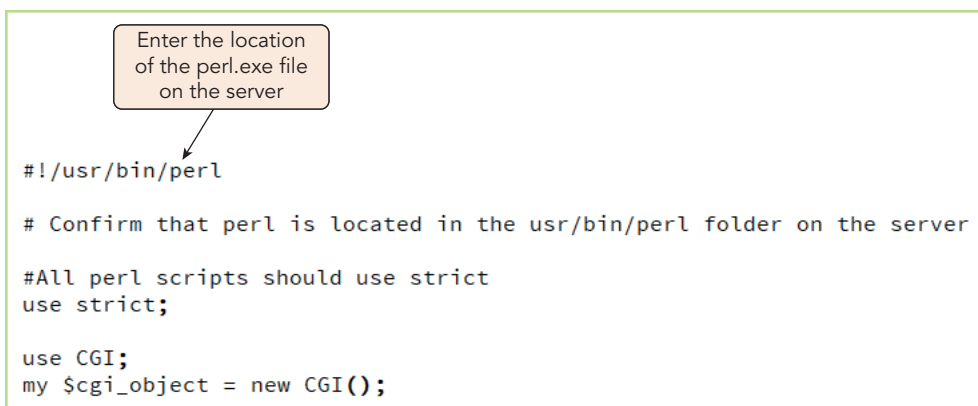 Enter the location
of the perl.exe file
on the server
#!/usr/bin/perl
# Confirm that perl is located in the usr/bin/perl folder on the server
#All perl scripts should use strict
use strict;
use CGI;
my $cgi_object = new CGI();